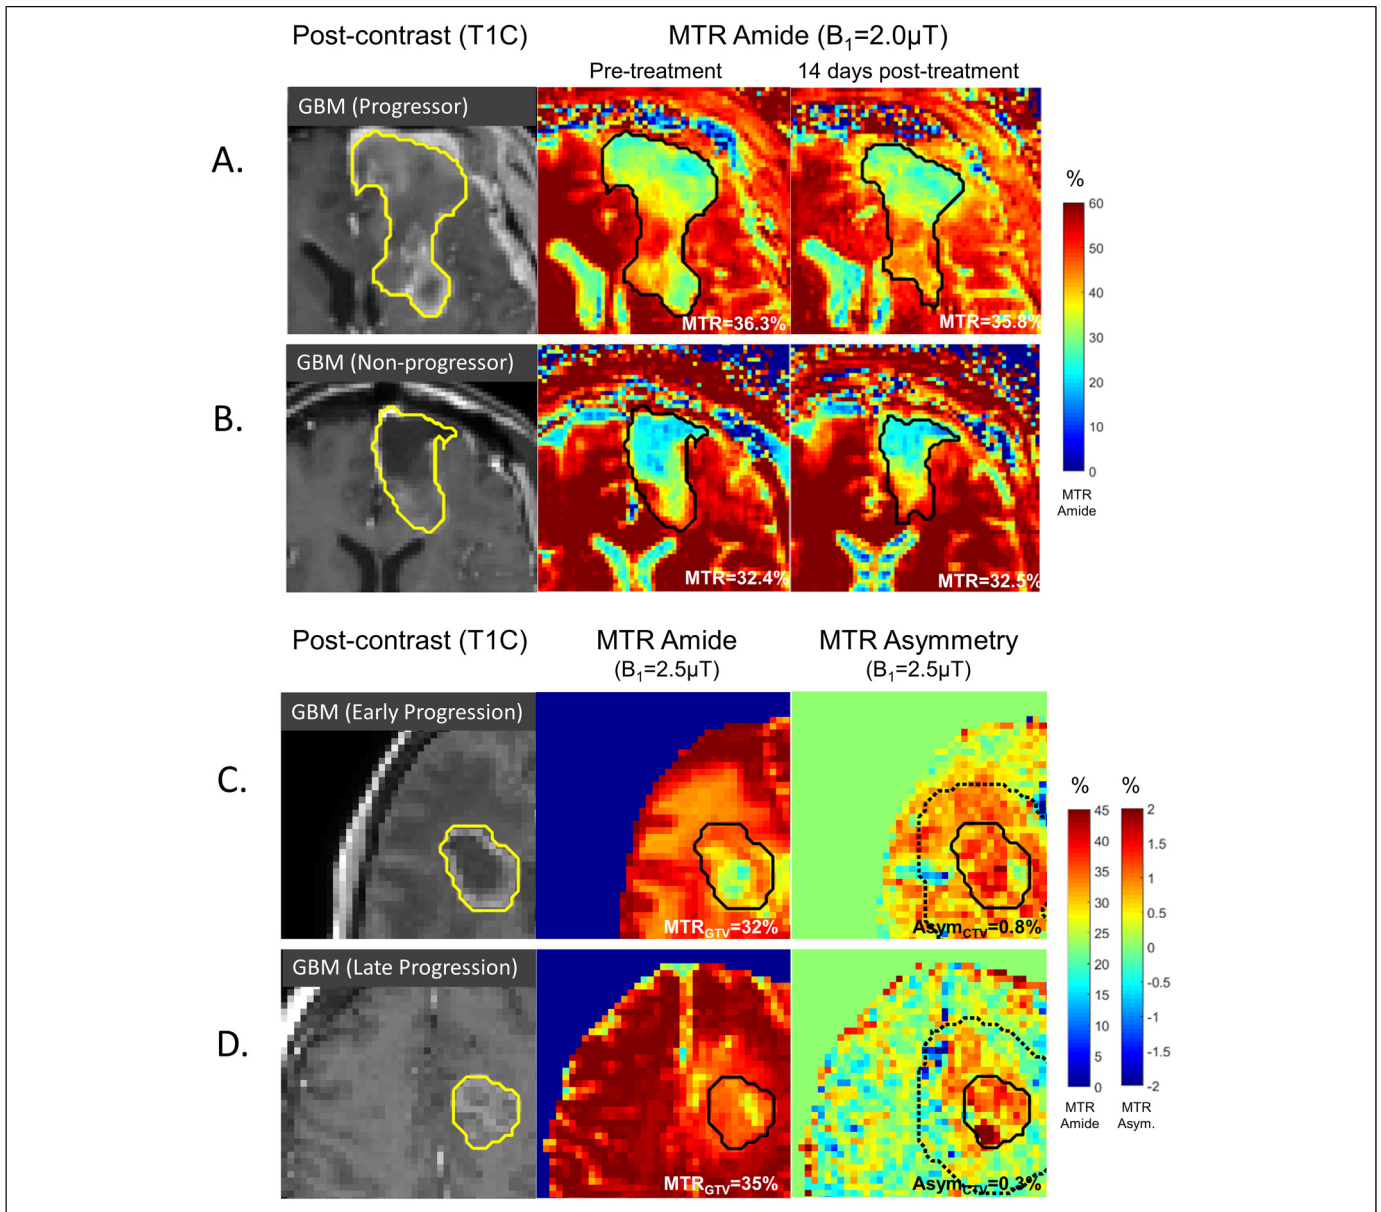 Post-contrast (T1C) MTR Amide (B₁=2.0μT)
Pre-treatment 14 days post-treatment
A.
GBM (Progressor)
MTR=36.3% MTR=35.8%
%
60
50
40
30
20
10
0
MTR
Amide
B.
GBM (Non-progressor)
MTR=32.4% MTR=32.5%
Post-contrast (T1C) MTR Amide MTR Asymmetry
(B₁=2.5μT) (B₁=2.5μT)
C.
GBM (Early Progression)
MTR_GTV=32% Asym_CTV=0.8%
D.
GBM (Late Progression)
MTR_GTV=35% Asym_CTV=0.3%
% %
45 2
40 1.5
35 1
30 0.5
25 0
20 -0.5
15 -1
10 -1.5
5 -2
0
MTR MTR
Amide Asym.